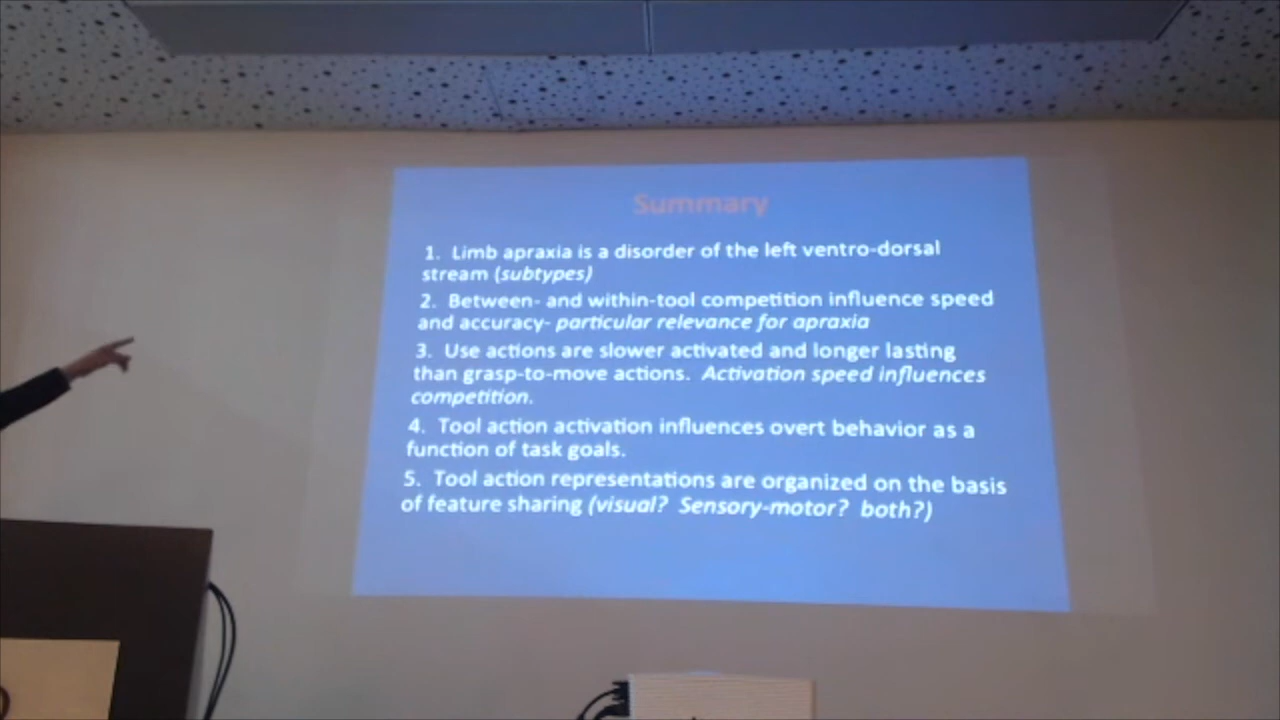 Summary
1. Limb apraxia is a disorder of the left ventro-dorsal
stream (subtypes)
2. Between- and within-tool competition influence speed
and accuracy- particular relevance for apraxia
3. Use actions are slower activated and longer lasting
than grasp-to-move actions. Activation speed influences
competition.
4. Tool action activation influences overt behavior as a
function of task goals.
5. Tool action representations are organized on the basis
of feature sharing (visual? Sensory-motor? both?)